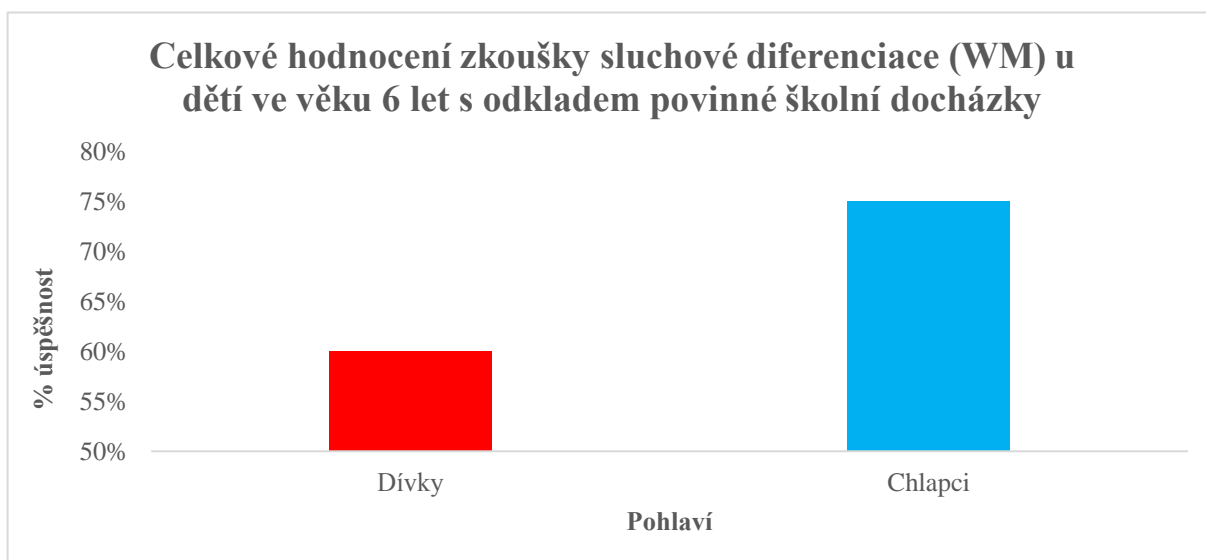 Celkové hodnocení zkoušky sluchové diferenciace (WM) u
dětí ve věku 6 let s odkladem povinné školní docházky
80%
75%
70%
65%
60%
55%
50%
% úspěšnost
Dívky
Chlapci
Pohlaví